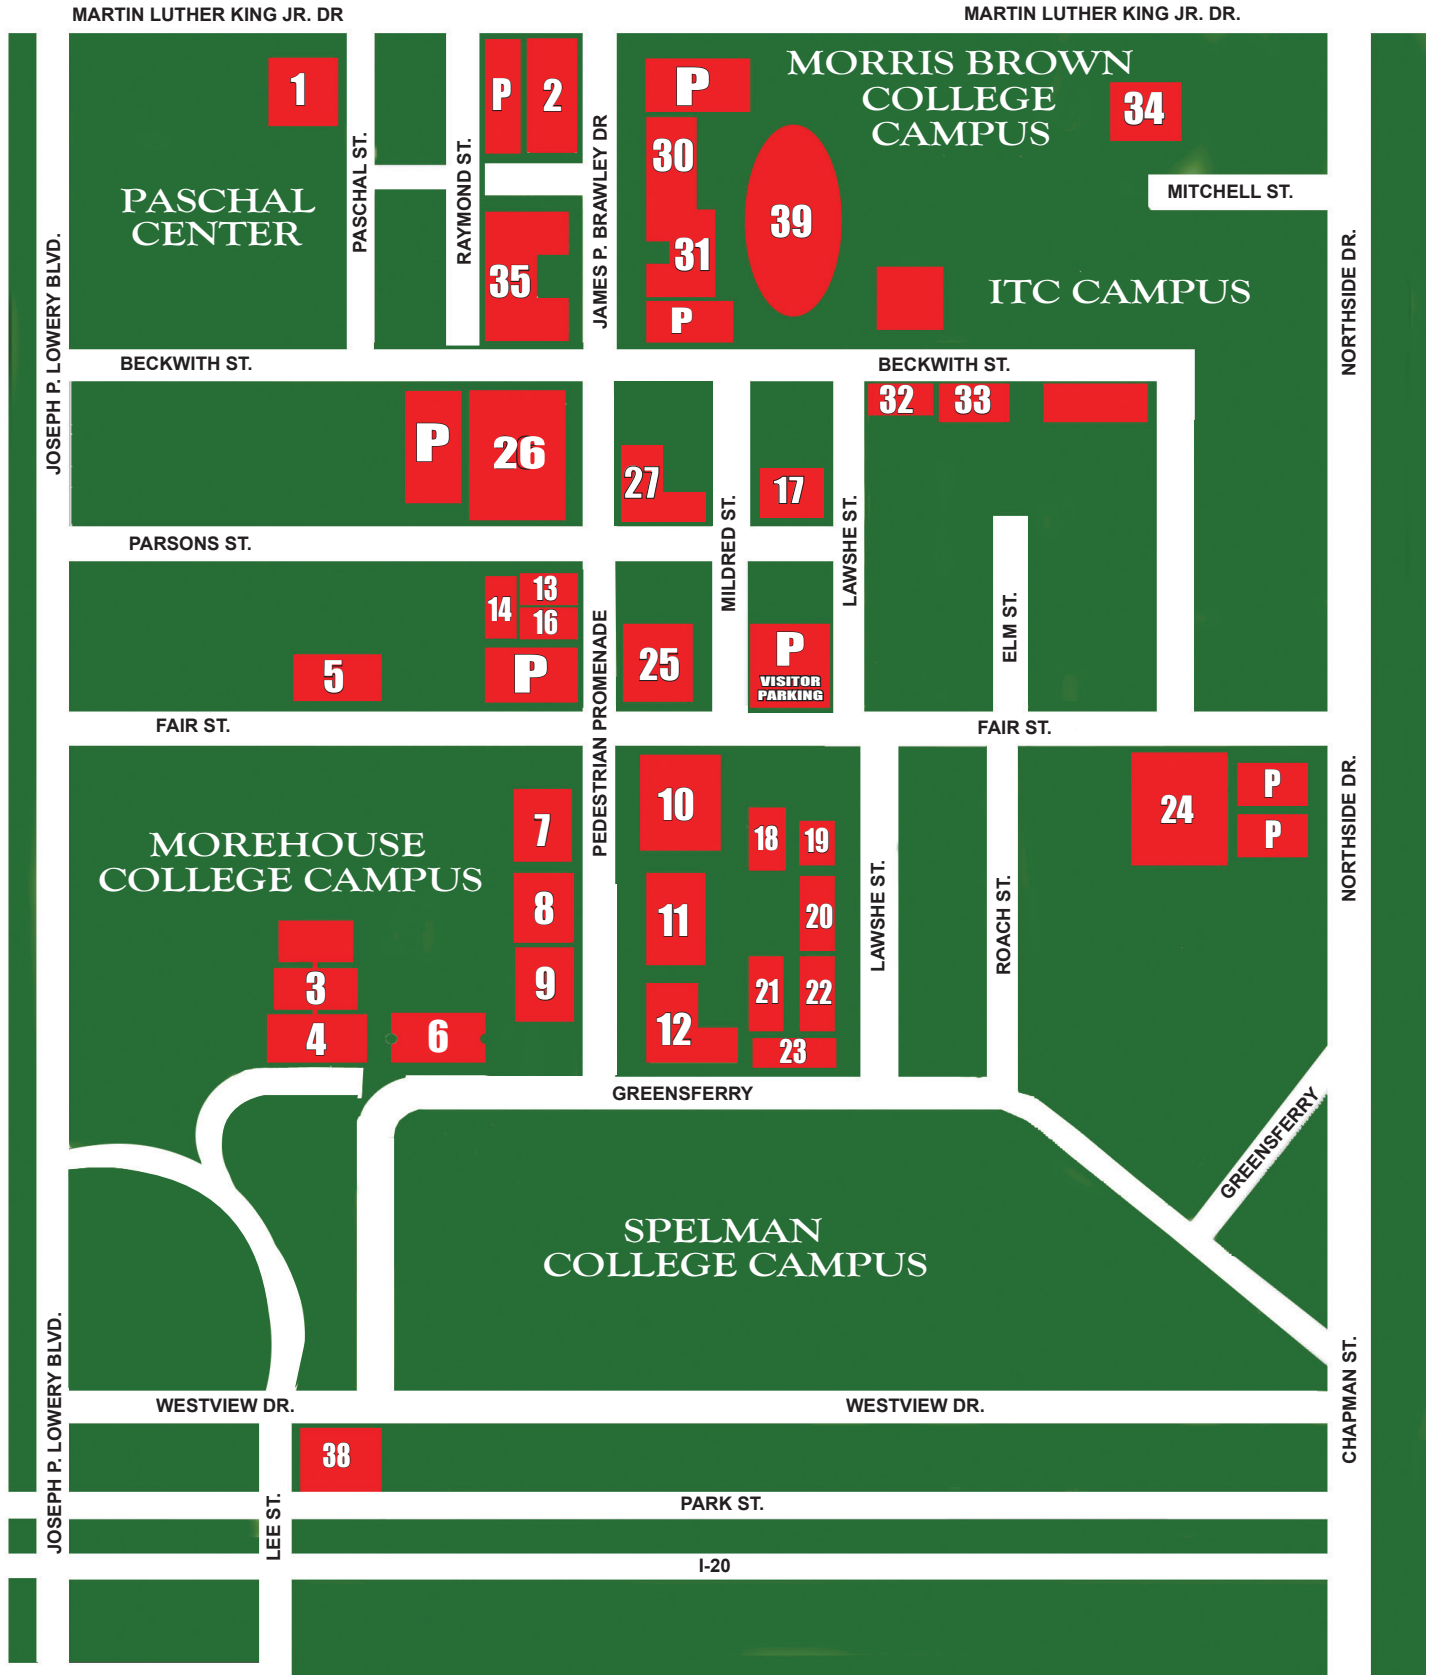 MARTIN LUTHER KING JR. DR
MARTIN LUTHER KING JR. DR.
1
P
2
P
MORRIS BROWN
COLLEGE
CAMPUS
34
PASCHAL ST.
RAYMOND ST.
JAMES P. BRAWLEY DR
30
39
31
P
MITCHELL ST.
PASCHAL
CENTER
35
ITC CAMPUS
JOSEPH P. LOWERY BLVD.
NORTHSIDE DR.
BECKWITH ST.
BECKWITH ST.
32
33
P
26
27
17
MILDRED ST.
LAWSHE ST.
PARSONS ST.
14
13
16
P
5
25
P
VISITOR
PARKING
ELM ST.
PEDESTRIAN PROMENADE
FAIR ST.
FAIR ST.
MOREHOUSE
COLLEGE CAMPUS
7
8
9
10
11
12
18
19
20
21
22
23
24
P
P
NORTHSIDE DR.
LAWSHE ST.
ROACH ST.
3
4
6
GREENSFERRY
GREENSFERRY
SPELMAN
COLLEGE CAMPUS
JOSEPH P. LOWERY BLVD.
CHAPMAN ST.
WESTVIEW DR.
WESTVIEW DR.
38
LEE ST.
PARK ST.
I-20